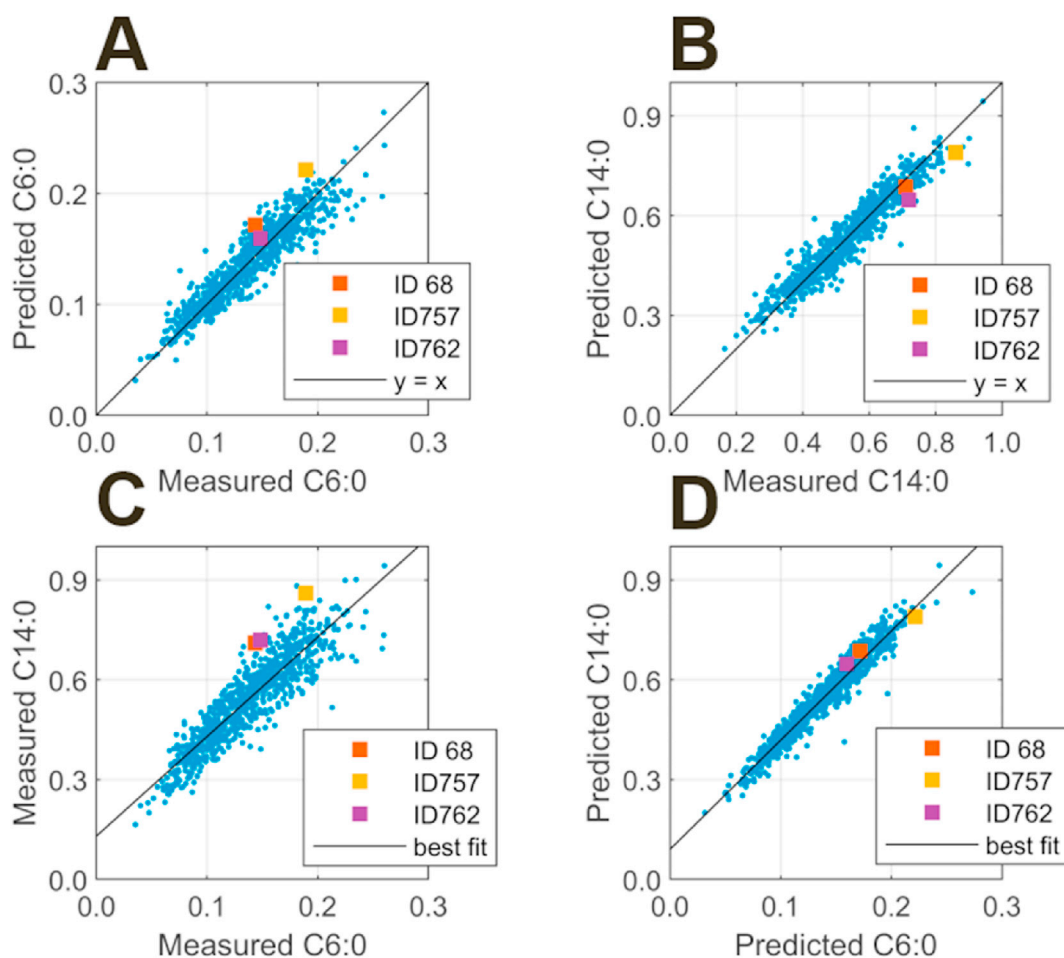 A
0.3
0.2
0.1
0.0
Predicted C6:0
ID 68
ID757
ID762
y = x
0.0 0.1 0.2 0.3
Measured C6:0
B
0.9
0.6
0.3
0.0
Predicted C14:0
ID 68
ID757
ID762
y = x
0.0 0.2 0.4 0.6 0.8 1.0
Measured C14:0
C
0.9
0.6
0.3
0.0
Measured C14:0
ID 68
ID757
ID762
best fit
0.0 0.1 0.2 0.3
Measured C6:0
D
0.9
0.6
0.3
0.0
Predicted C14:0
ID 68
ID757
ID762
best fit
0.0 0.1 0.2 0.3
Predicted C6:0